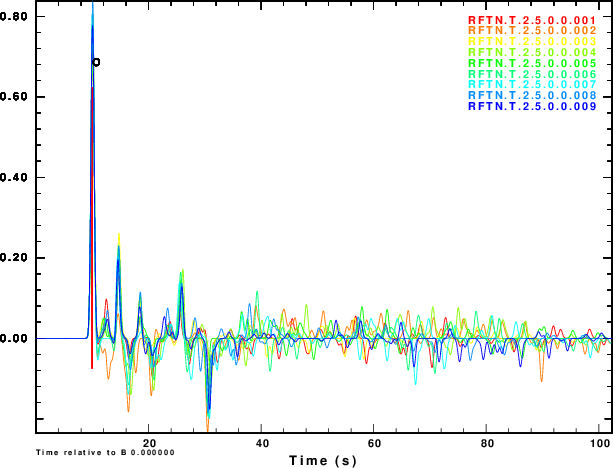 0.80
0.60
0.40
0.20
0.00
RFTN.T.2.5.0.0.001
RFTN.T.2.5.0.0.002
RFTN.T.2.5.0.0.003
RFTN.T.2.5.0.0.004
RFTN.T.2.5.0.0.005
RFTN.T.2.5.0.0.006
RFTN.T.2.5.0.0.007
RFTN.T.2.5.0.0.008
RFTN.T.2.5.0.0.009
20 40 60 80 100
Time relative to B 0.000000
Time (s)